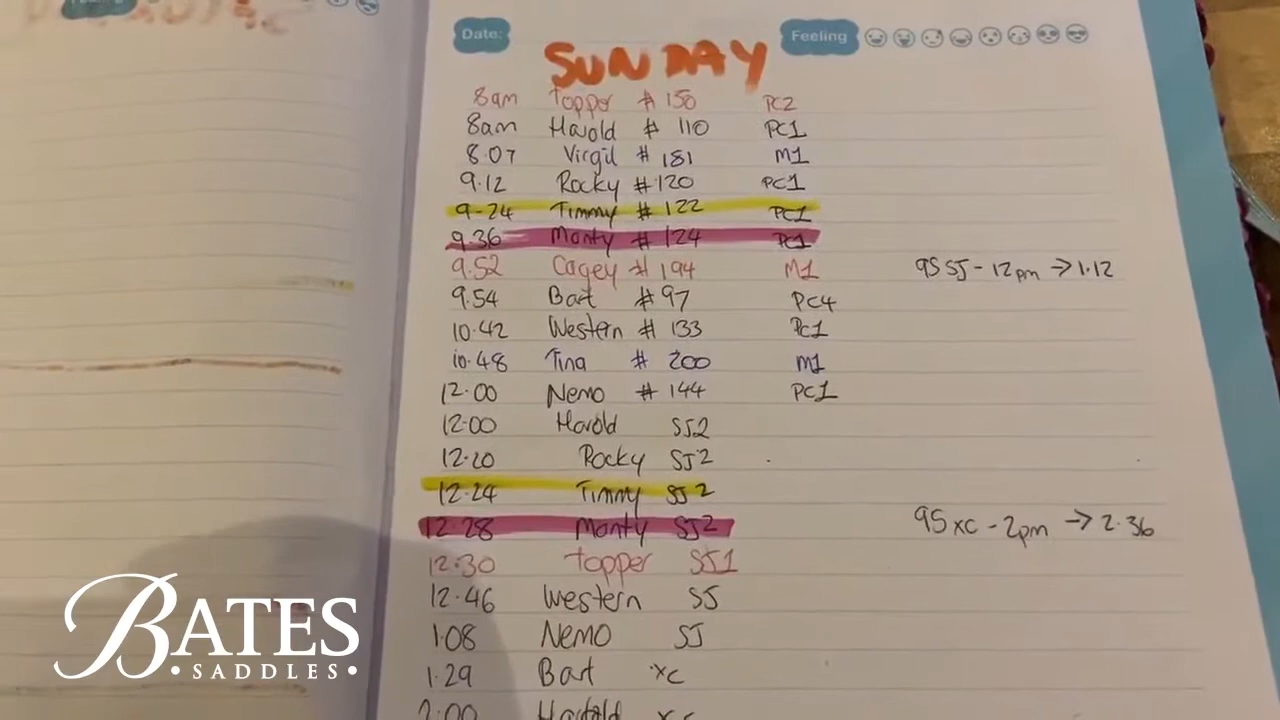 Date:
SUNDAY
Feeling
8am Topper # 150 PC2
8am Harold # 110 PC1
8.07 Virgil # 181 M1
9.12 Rocky # 120 PC1
9-24 Timmy # 122 PC1
9.36 Monty # 124 PC1
9.52 Cagey # 194 M1
95 SJ - 12pm → 1.12
9.54 Bart # 97 PC4
10.42 Western # 133 PC1
10.48 Tina # 200 M1
12.00 Nemo # 144 PC1
12.00 Harold SJ2
12.20 Rocky SJ2
12.24 Timmy SJ2
12.28 Monty SJ2
95 xc - 2pm → 2.36
12.30 Topper SJ1
12.46 Western SJ
1.08 Nemo SJ
1.29 Bart xc
2.00 Harold xc
BATES
• SADDLES •